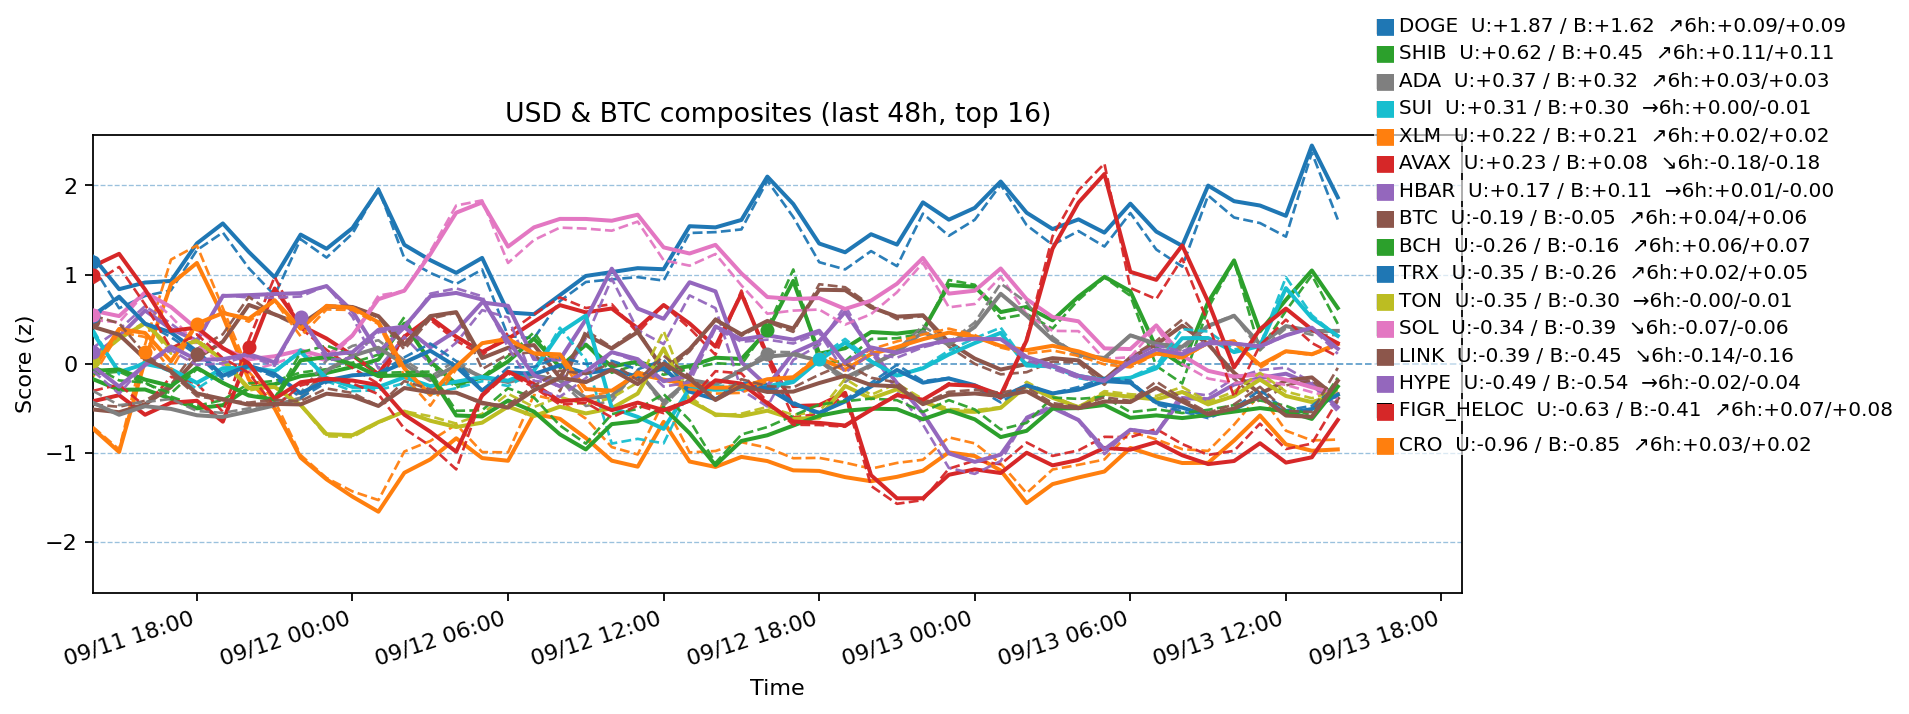 DOGE U:+1.87 / B:+1.62 ↗6h:+0.09/+0.09
SHIB U:+0.62 / B:+0.45 ↗6h:+0.11/+0.11
ADA U:+0.37 / B:+0.32 ↗6h:+0.03/+0.03
SUI U:+0.31 / B:+0.30 →6h:+0.00/-0.01
XLM U:+0.22 / B:+0.21 ↗6h:+0.02/+0.02
AVAX U:+0.23 / B:+0.08 ↘6h:-0.18/-0.18
HBAR U:+0.17 / B:+0.11 →6h:+0.01/-0.00
BTC U:-0.19 / B:-0.05 ↗6h:+0.04/+0.06
BCH U:-0.26 / B:-0.16 ↗6h:+0.06/+0.07
TRX U:-0.35 / B:-0.26 ↗6h:+0.02/+0.05
TON U:-0.35 / B:-0.30 →6h:-0.00/-0.01
SOL U:-0.34 / B:-0.39 ↘6h:-0.07/-0.06
LINK U:-0.39 / B:-0.45 ↘6h:-0.14/-0.16
HYPE U:-0.49 / B:-0.54 →6h:-0.02/-0.04
FIGR_HELOC U:-0.63 / B:-0.41 ↗6h:+0.07/+0.08
CRO U:-0.96 / B:-0.85 ↗6h:+0.03/+0.02
USD & BTC composites (last 48h, top 16)
Score (z)
2
1
0
−1
−2
09/11 18:00
09/12 00:00
09/12 06:00
09/12 12:00
09/12 18:00
09/13 00:00
09/13 06:00
09/13 12:00
09/13 18:00
Time